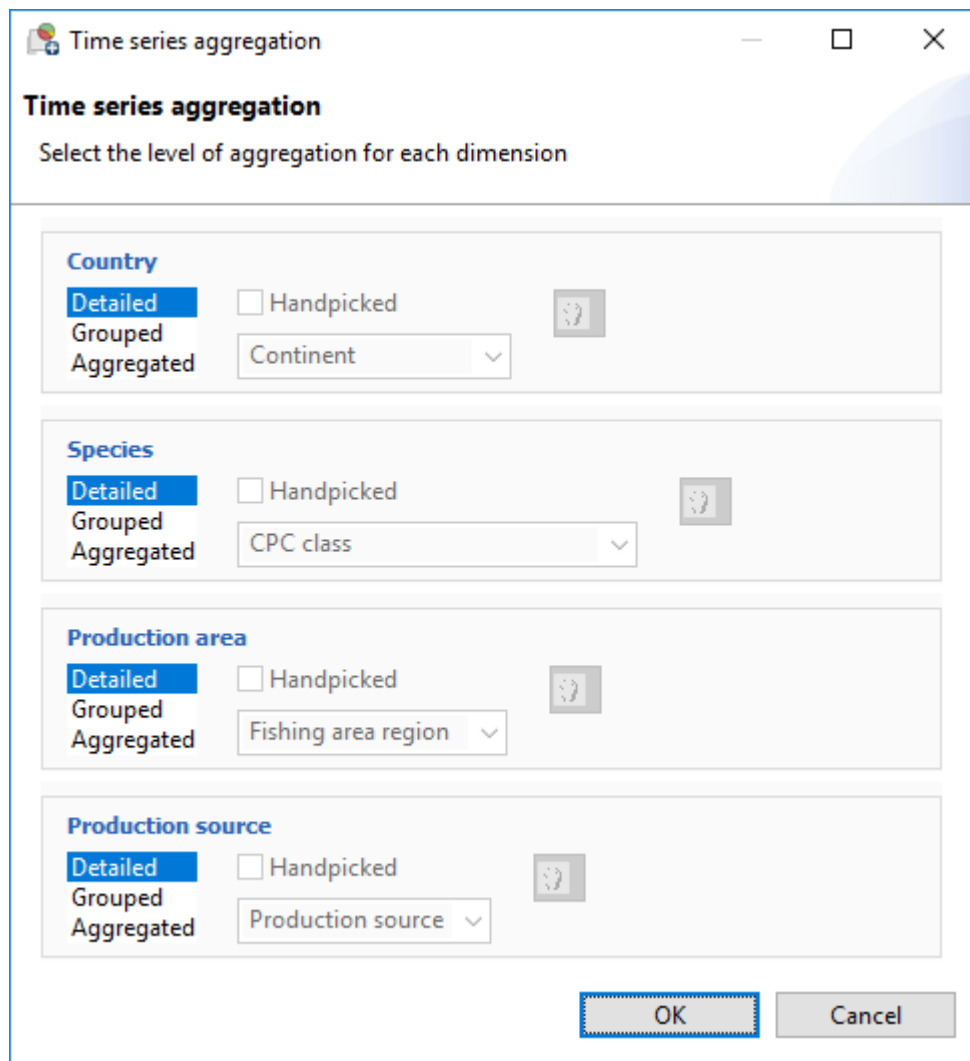 Time series aggregation
Time series aggregation
Select the level of aggregation for each dimension
Country
Detailed
Handpicked
Grouped
Aggregated
Continent
Species
Detailed
Handpicked
Grouped
Aggregated
CPC class
Production area
Detailed
Handpicked
Grouped
Aggregated
Fishing area region
Production source
Detailed
Handpicked
Grouped
Aggregated
Production source
OK
Cancel